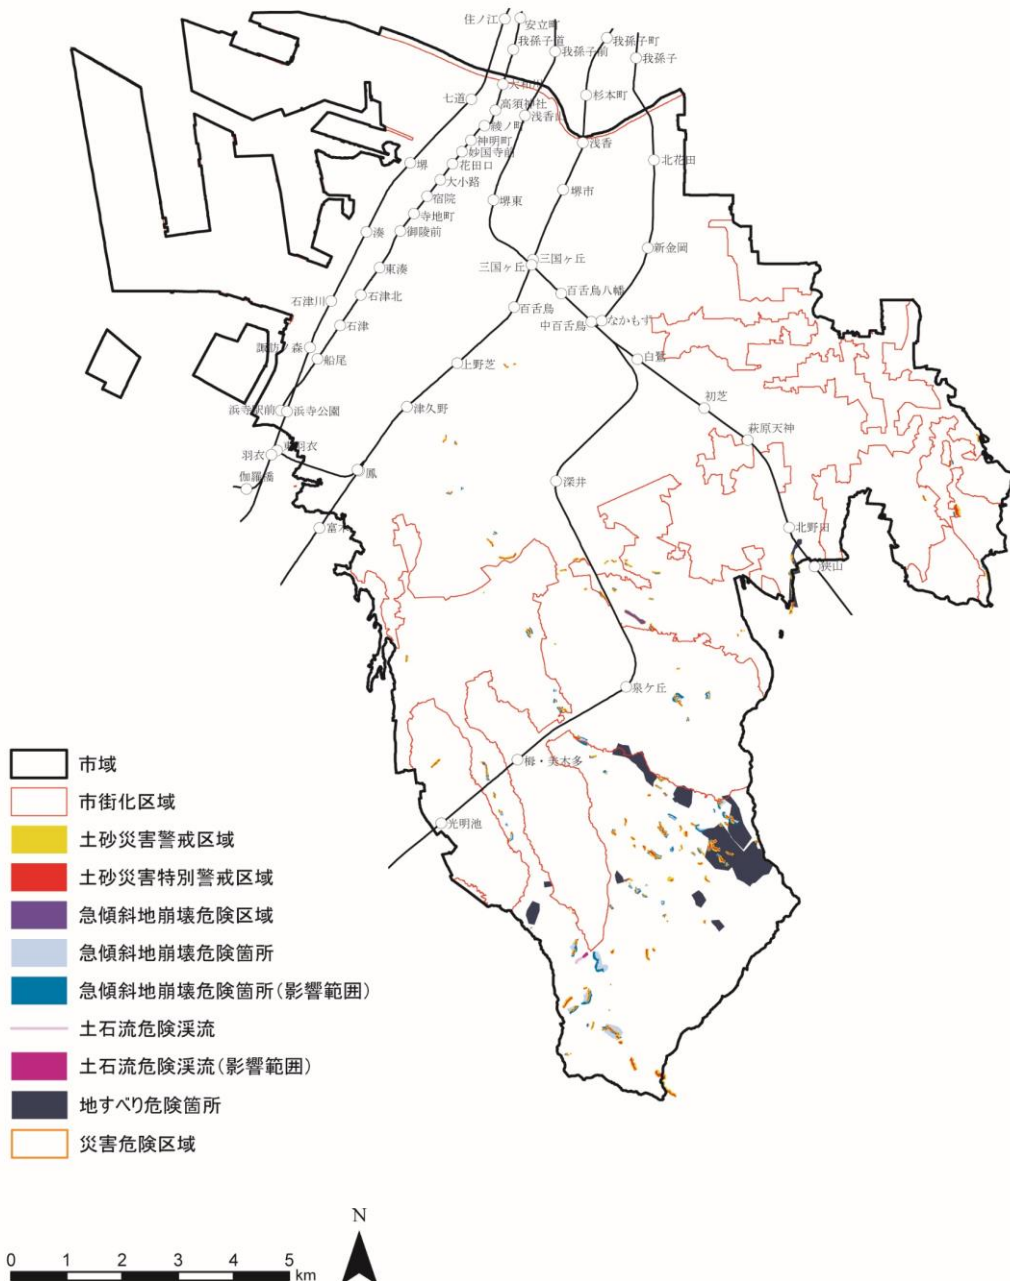 住ノ江
安立町
我孫子道
我孫子前
我孫子町
我孫子
七道
大和川
高須神社
浅香山
杉本町
綾ノ町
神明町
妙国寺前
浅香
堺
花田口
北花田
大小路
宿院
堺東
堺市
寺地町
湊
御陵前
新金岡
三国ヶ丘
三国ヶ丘
東湊
石津川
石津北
百舌鳥八幡
百舌鳥
中百舌鳥
なかもず
石津
諏訪ノ森
船尾
上野芝
白鷺
浜寺駅前
浜寺公園
津久野
初芝
萩原天神
東羽衣
羽衣
伽羅橋
鳳
深井
富木
北野田
狭山
泉ケ丘
栂・美木多
光明池
市域
市街化区域
土砂災害警戒区域
土砂災害特別警戒区域
急傾斜地崩壊危険区域
急傾斜地崩壊危険箇所
急傾斜地崩壊危険箇所(影響範囲)
土石流危険渓流
土石流危険渓流(影響範囲)
地すべり危険箇所
災害危険区域
N
0 1 2 3 4 5
km